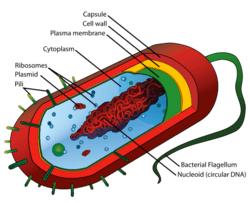 Capsule
Cell wall
Plasma membrane
Cytoplasm
Ribosomes
Plasmid
Pili
Bacterial Flagellum
Nucleoid (circular DNA)